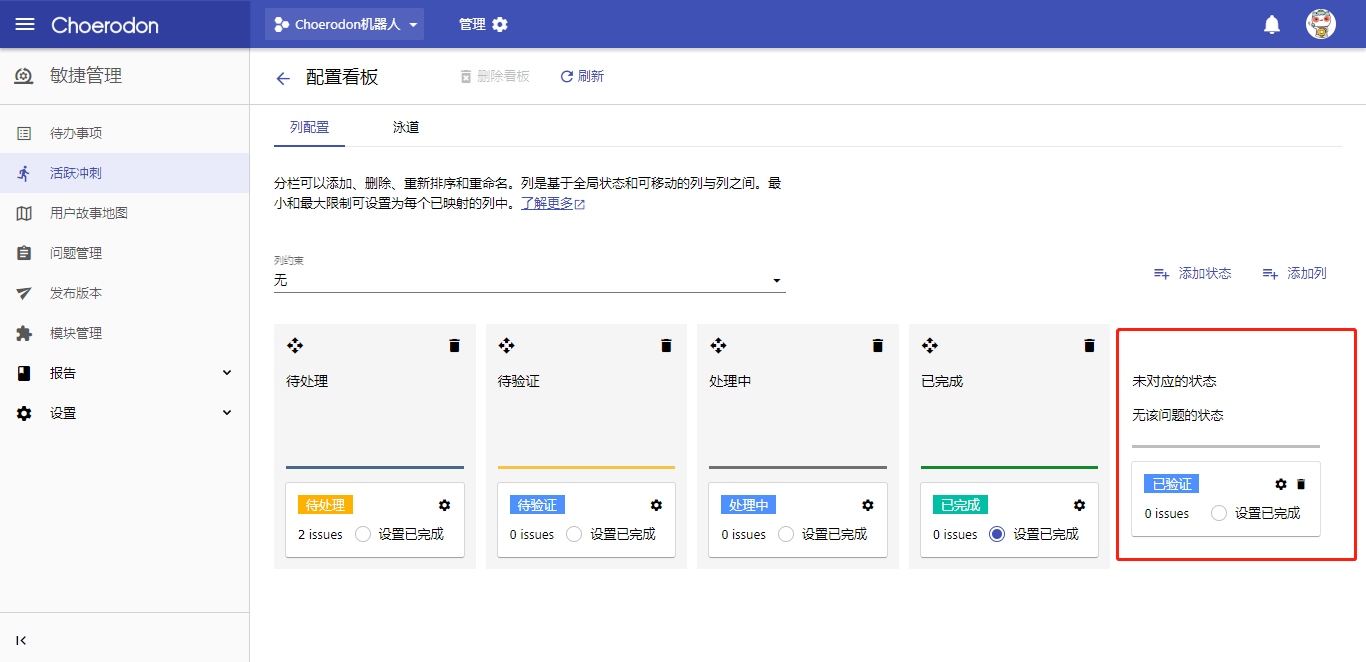 Choerodon
Choerodon机器人
管理
敏捷管理
待办事项
活跃冲刺
用户故事地图
问题管理
发布版本
模块管理
报告
设置
配置看板
删除看板
刷新
列配置
泳道
分栏可以添加、删除、重新排序和重命名。列是基于全局状态和可移动的列与列之间。最
小和最大限制可设置为每个已映射的列中。了解更多
列约束
无
添加状态
添加列
待处理
待处理
2 issues
设置已完成
待验证
待验证
0 issues
设置已完成
处理中
处理中
0 issues
设置已完成
已完成
已完成
0 issues
设置已完成
未对应的状态
无该问题的状态
已验证
0 issues
设置已完成